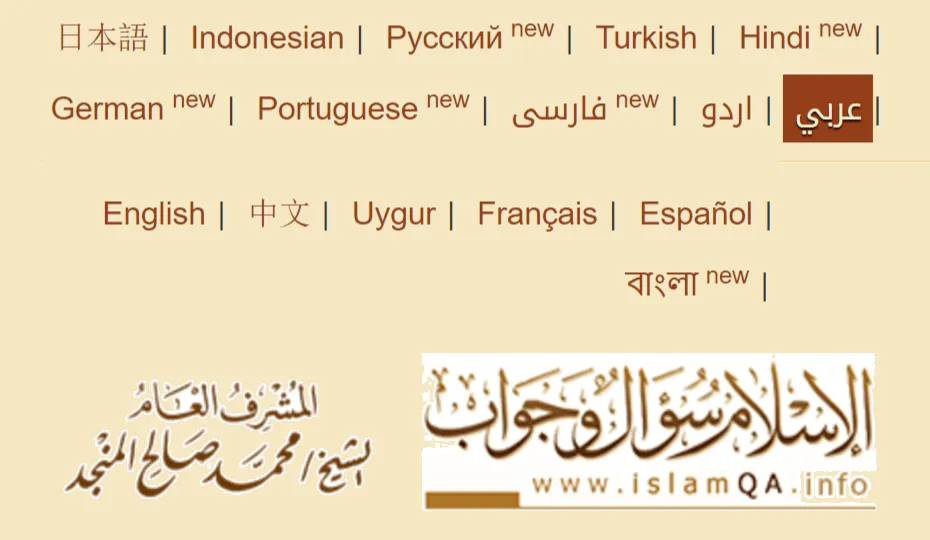 日本語 | Indonesian | Русский new | Turkish | Hindi new |
German new | Portuguese new | فارسی new | اردو | عربي |
English | 中文 | Uygur | Français | Español |
বাংলা new |
الإسلام سؤال وجواب
www.islamQA.info
المشرف العام
الشيخ/محمد صالح المنجد